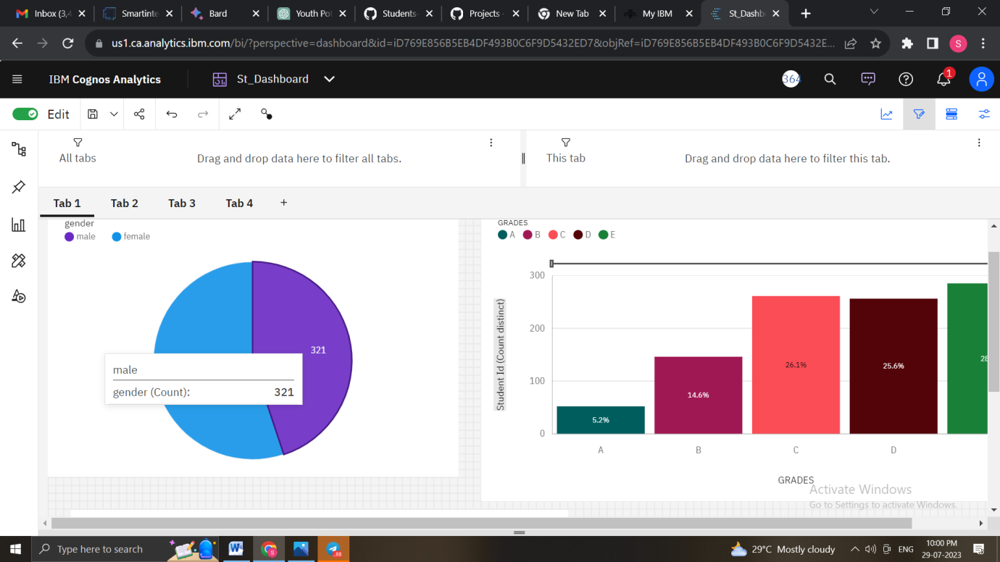 Inbox (3,4
Smartinte
Bard
Youth Pol
Students-
Projects
New Tab
My IBM
St_Dashb
us1.ca.analytics.ibm.com/bi/?perspective=dashboard&id=iD769E856B5EB4DF493B0C6F9D5432ED7&objRef=iD769E856B5EB4DF493B0C6F9D5432E...
S
IBM Cognos Analytics
St_Dashboard
364
1
Edit
All tabs
Drag and drop data here to filter all tabs.
This tab
Drag and drop data here to filter this tab.
Tab 1
Tab 2
Tab 3
Tab 4
+
gender
male
female
321
male
gender (Count): 321
GRADES
A B C D E
Student Id (Count distinct)
300
200
100
0
5.2%
14.6%
26.1%
25.6%
28
A
B
C
D
GRADES
Activate Windows
Go to Settings to activate Windows.
Type here to search
29°C Mostly cloudy
ENG
10:00 PM
29-07-2023